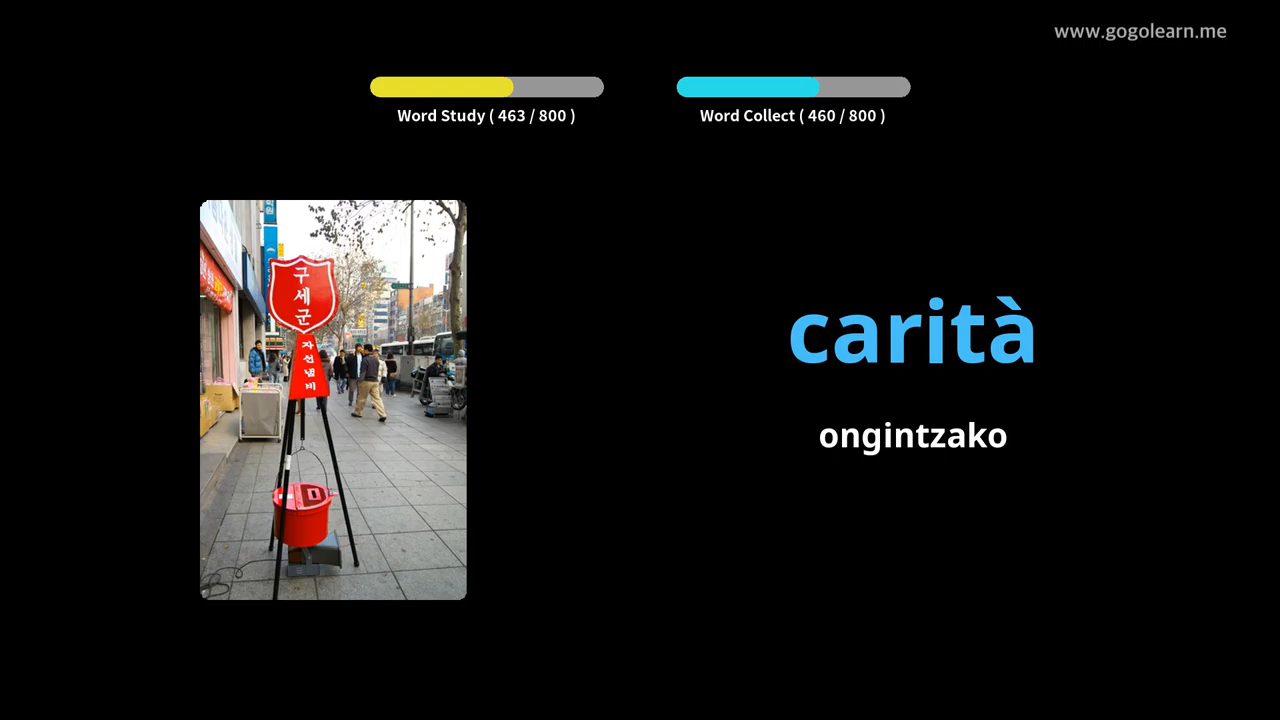 www.gogolearn.me
Word Study ( 463 / 800 )
Word Collect ( 460 / 800 )
구세군
자선냄비
carità
ongintzako